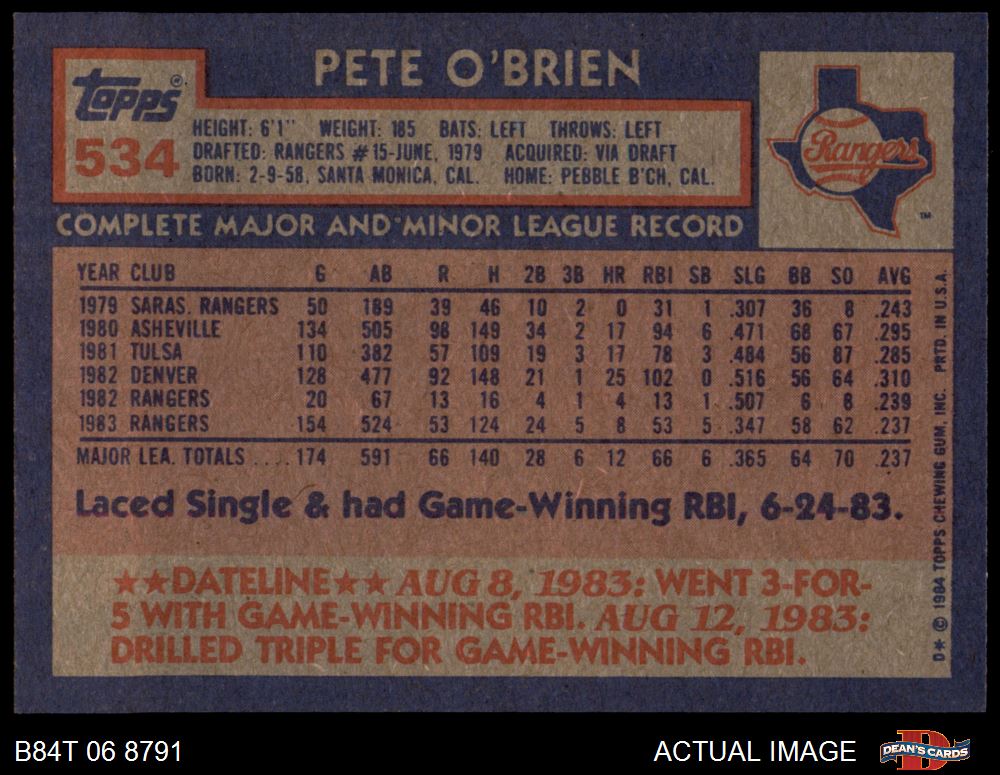 PETE O'BRIEN
Topps®
534
HEIGHT: 6'1" WEIGHT: 185 BATS: LEFT THROWS: LEFT
DRAFTED: RANGERS #15-JUNE, 1979 ACQUIRED: VIA DRAFT
BORN: 2-9-58, SANTA MONICA, CAL. HOME: PEBBLE B'CH, CAL.
Rangers
TM
COMPLETE MAJOR AND MINOR LEAGUE RECORD
YEAR CLUB G AB R H 2B 3B HR RBI SB SLG BB SO AVG
1979 SARAS. RANGERS 50 189 39 46 10 2 0 31 1 .307 36 8 .243
1980 ASHEVILLE 134 505 98 149 34 2 17 94 6 .471 68 67 .295
1981 TULSA 110 382 57 109 19 3 17 78 3 .484 56 87 .285
1982 DENVER 128 477 92 148 21 1 25 102 0 .516 56 64 .310
1982 RANGERS 20 67 13 16 4 1 4 13 1 .507 6 8 .239
1983 RANGERS 154 524 53 124 24 5 8 53 5 .347 58 62 .237
MAJOR LEA. TOTALS .... 174 591 66 140 28 6 12 66 6 .365 64 70 .237
Laced Single & had Game-Winning RBI, 6-24-83.
★★DATELINE★★ AUG 8, 1983: WENT 3-FOR-
5 WITH GAME-WINNING RBI. AUG 12, 1983:
DRILLED TRIPLE FOR GAME-WINNING RBI.
D* © 1984 TOPPS CHEWING GUM, INC. PRTD. IN U.S.A.
B84T 06 8791
ACTUAL IMAGE
D
DEAN'S CARDS